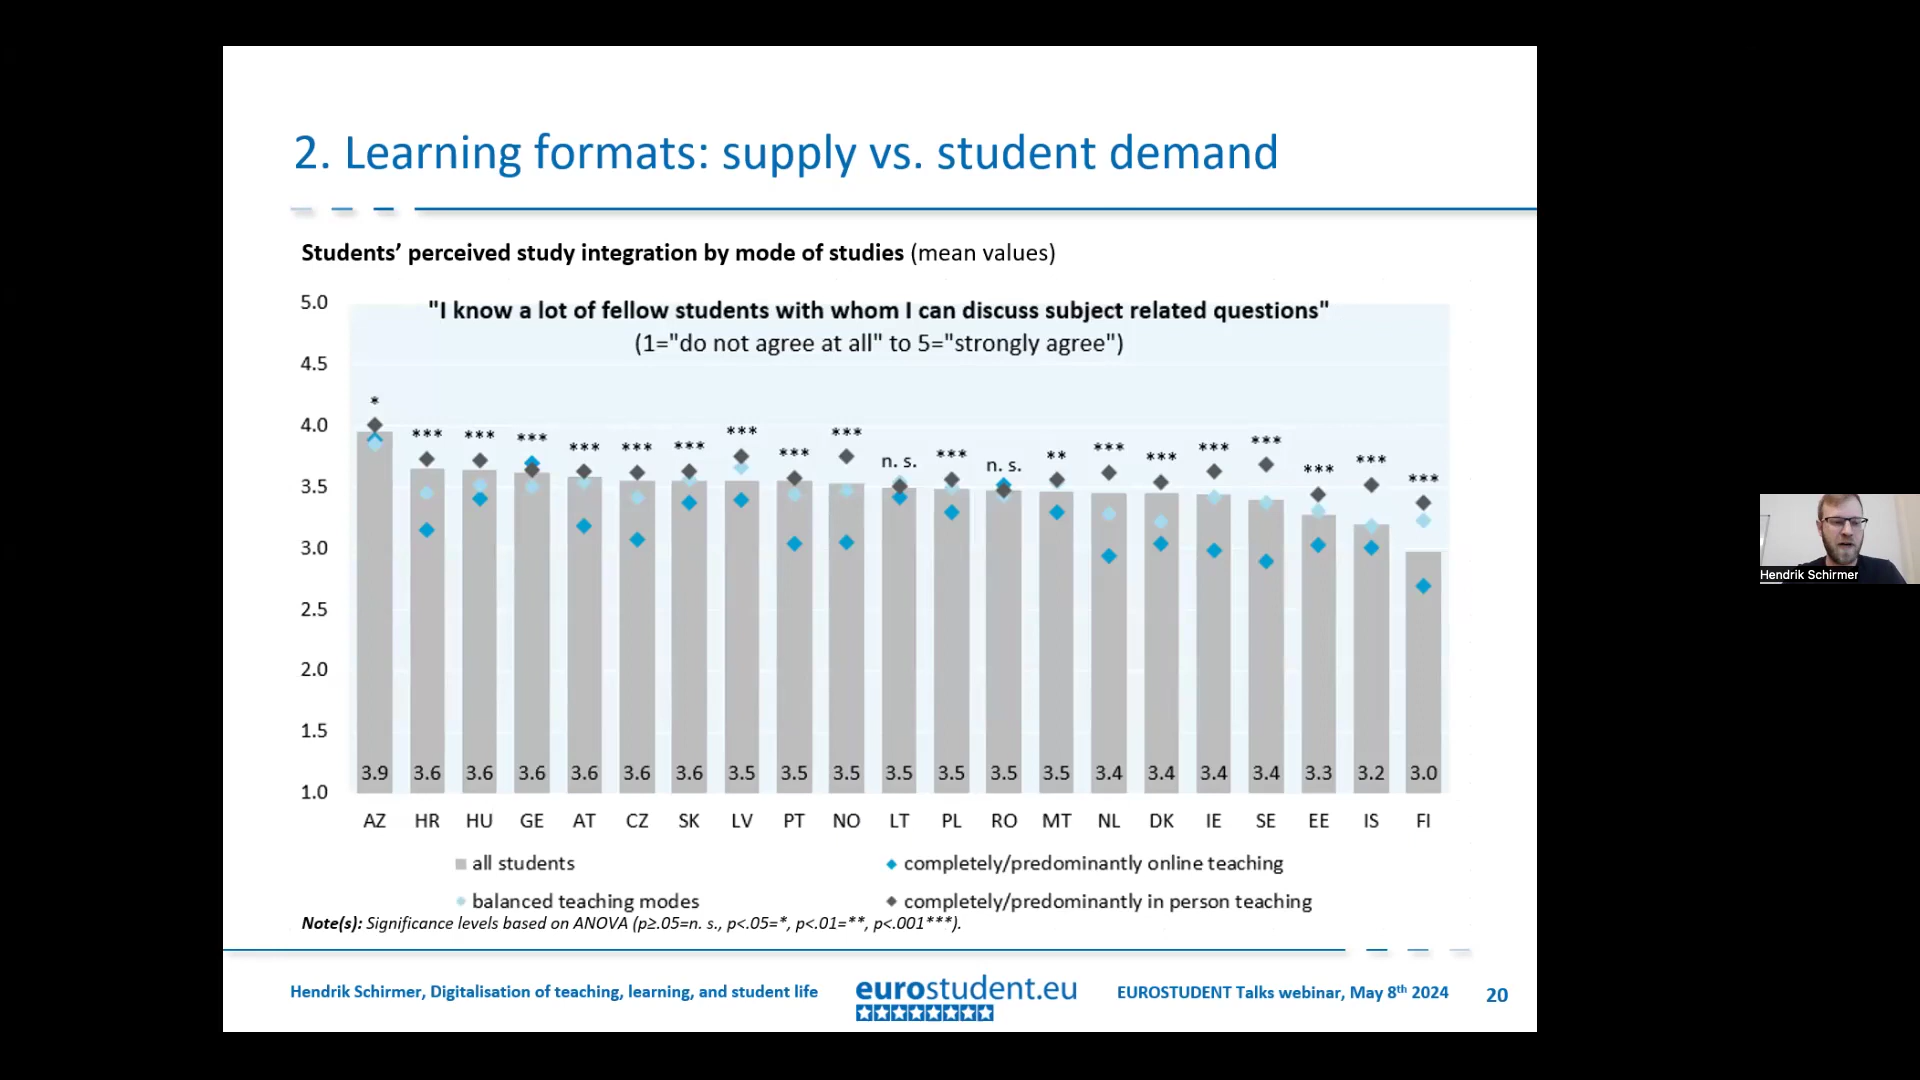 2. Learning formats: supply vs. student demand
Students’ perceived study integration by mode of studies (mean values)
"I know a lot of fellow students with whom I can discuss subject related questions"
(1="do not agree at all" to 5="strongly agree")
5.0
4.5
4.0
3.5
3.0
2.5
2.0
1.5
1.0
* *** *** *** *** *** *** *** *** *** n. s. *** n. s. ** *** *** *** *** *** *** ***
3.9 3.6 3.6 3.6 3.6 3.6 3.6 3.5 3.5 3.5 3.5 3.5 3.5 3.5 3.4 3.4 3.4 3.4 3.3 3.2 3.0
AZ HR HU GE AT CZ SK LV PT NO LT PL RO MT NL DK IE SE EE IS FI
all students
completely/predominantly online teaching
balanced teaching modes
completely/predominantly in person teaching
Note(s): Significance levels based on ANOVA (p≥.05=n. s., p<.05=*, p<.01=**, p<.001***).
Hendrik Schirmer, Digitalisation of teaching, learning, and student life
eurostudent.eu
EUROSTUDENT Talks webinar, May 8th 2024
20
Hendrik Schirmer